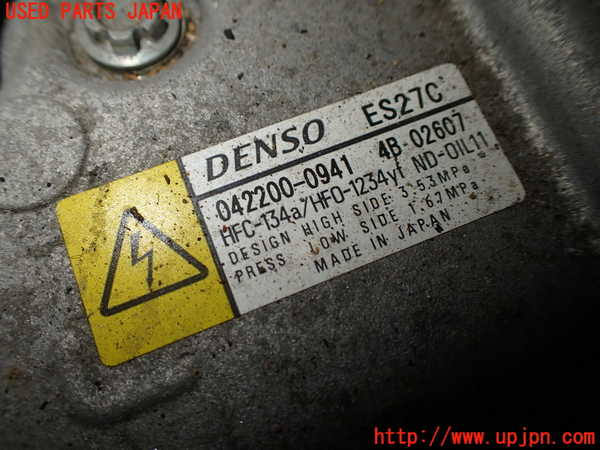 USED PARTS JAPAN
DENSO ES27C
042200-0941 4B-02607
HFC-134a/HFO-1234yf ND-OIL11
DESIGN HIGH SIDE 3.53MPa
PRESS. LOW SIDE 1.67MPa
MADE IN JAPAN
http://www.upjpn.com/